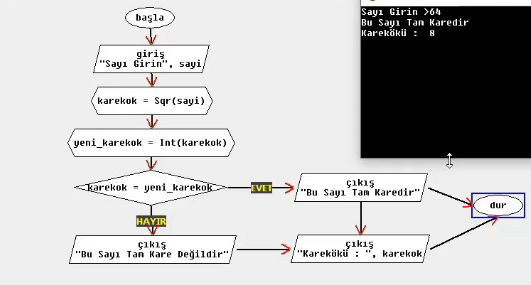 başla
giriş
"Sayı Girin", sayi
karekok = Sqr(sayi)
yeni_karekok = Int(karekok)
karekok = yeni_karekok
EVET
HAYIR
çıkış
"Bu Sayı Tam Karedir"
dur
çıkış
"Bu Sayı Tam Kare Değildir"
çıkış
"Karekökü : ", karekok
Sayı Girin >64
Bu Sayı Tam Karedir
Karekökü :  8